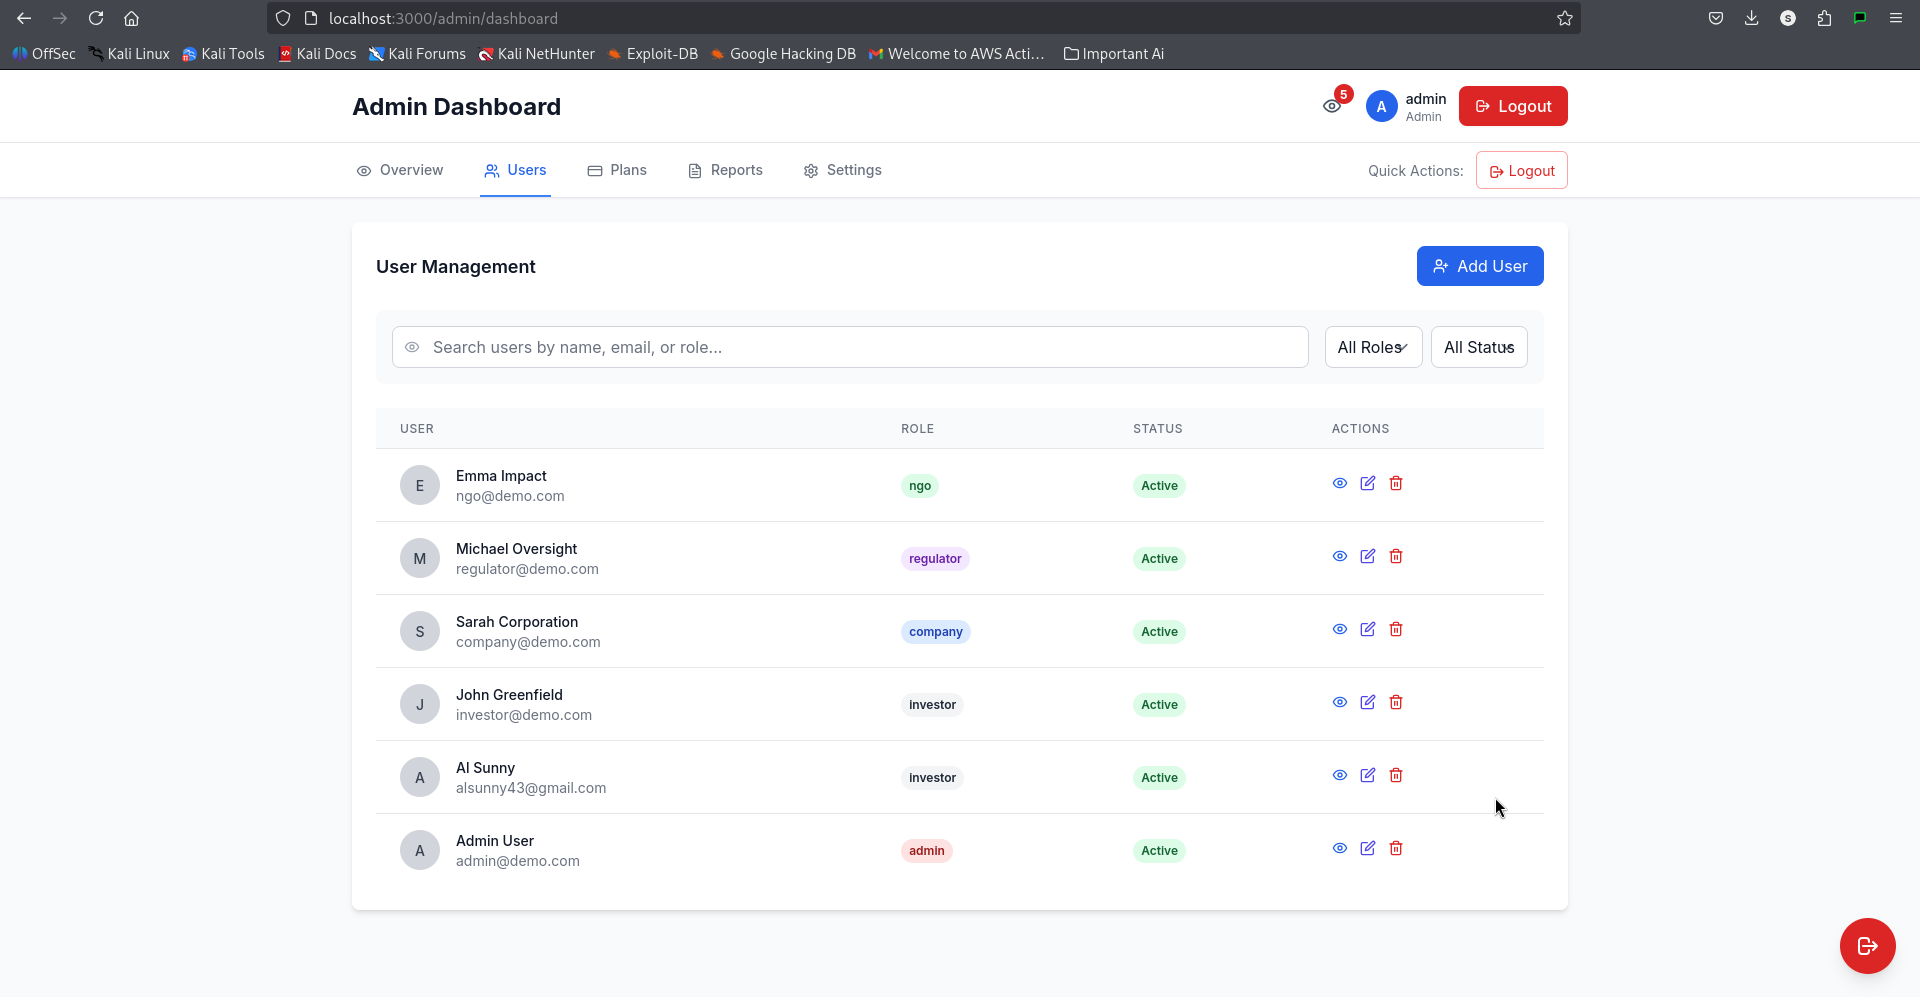 localhost:3000/admin/dashboard
S
OffSec Kali Linux Kali Tools Kali Docs Kali Forums Kali NetHunter Exploit-DB Google Hacking DB Welcome to AWS Acti... Important Ai
Admin Dashboard
5
A
admin
Admin
Logout
Overview Users Plans Reports Settings
Quick Actions: Logout
User Management
Add User
Search users by name, email, or role...
All Roles
All Status
USER ROLE STATUS ACTIONS
E
Emma Impact
ngo@demo.com
ngo
Active
M
Michael Oversight
regulator@demo.com
regulator
Active
S
Sarah Corporation
company@demo.com
company
Active
J
John Greenfield
investor@demo.com
investor
Active
A
Al Sunny
alsunny43@gmail.com
investor
Active
A
Admin User
admin@demo.com
admin
Active